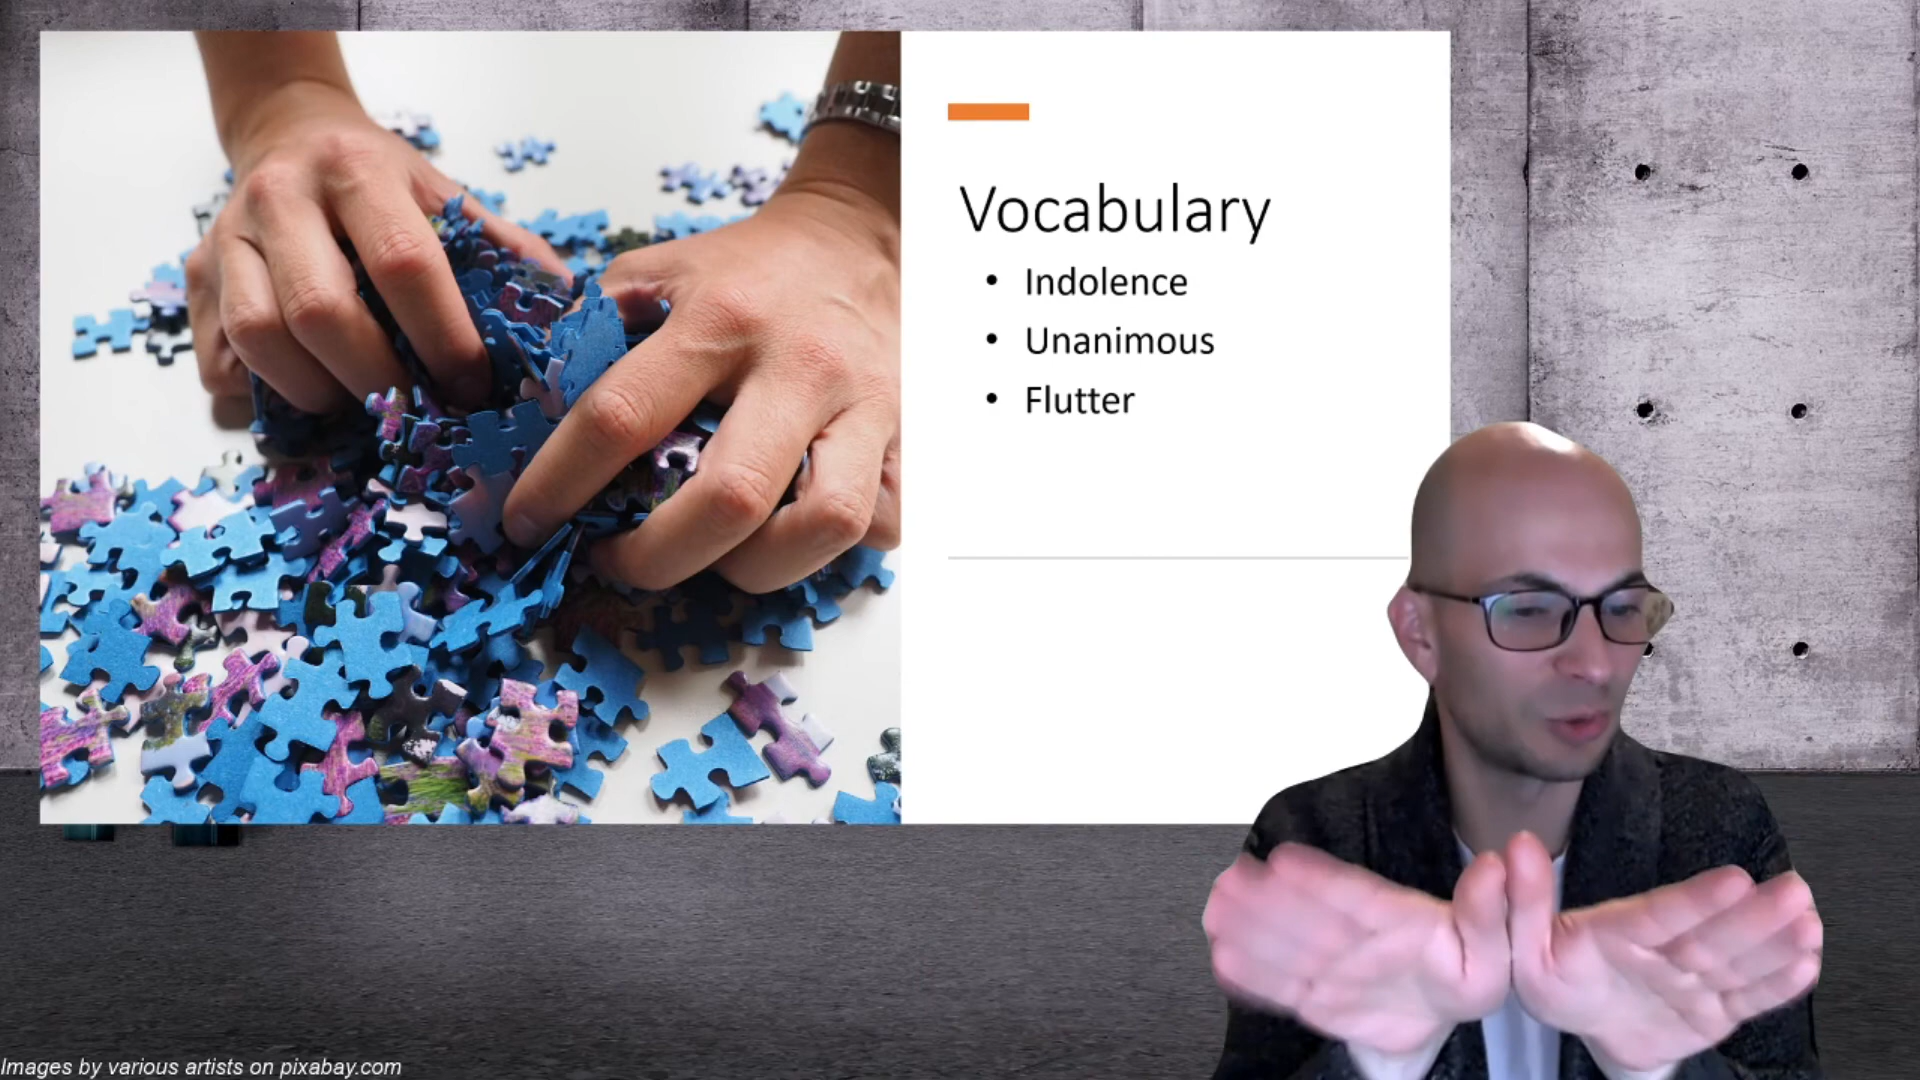 Vocabulary
• Indolence
• Unanimous
• Flutter
Images by various artists on pixabay.com